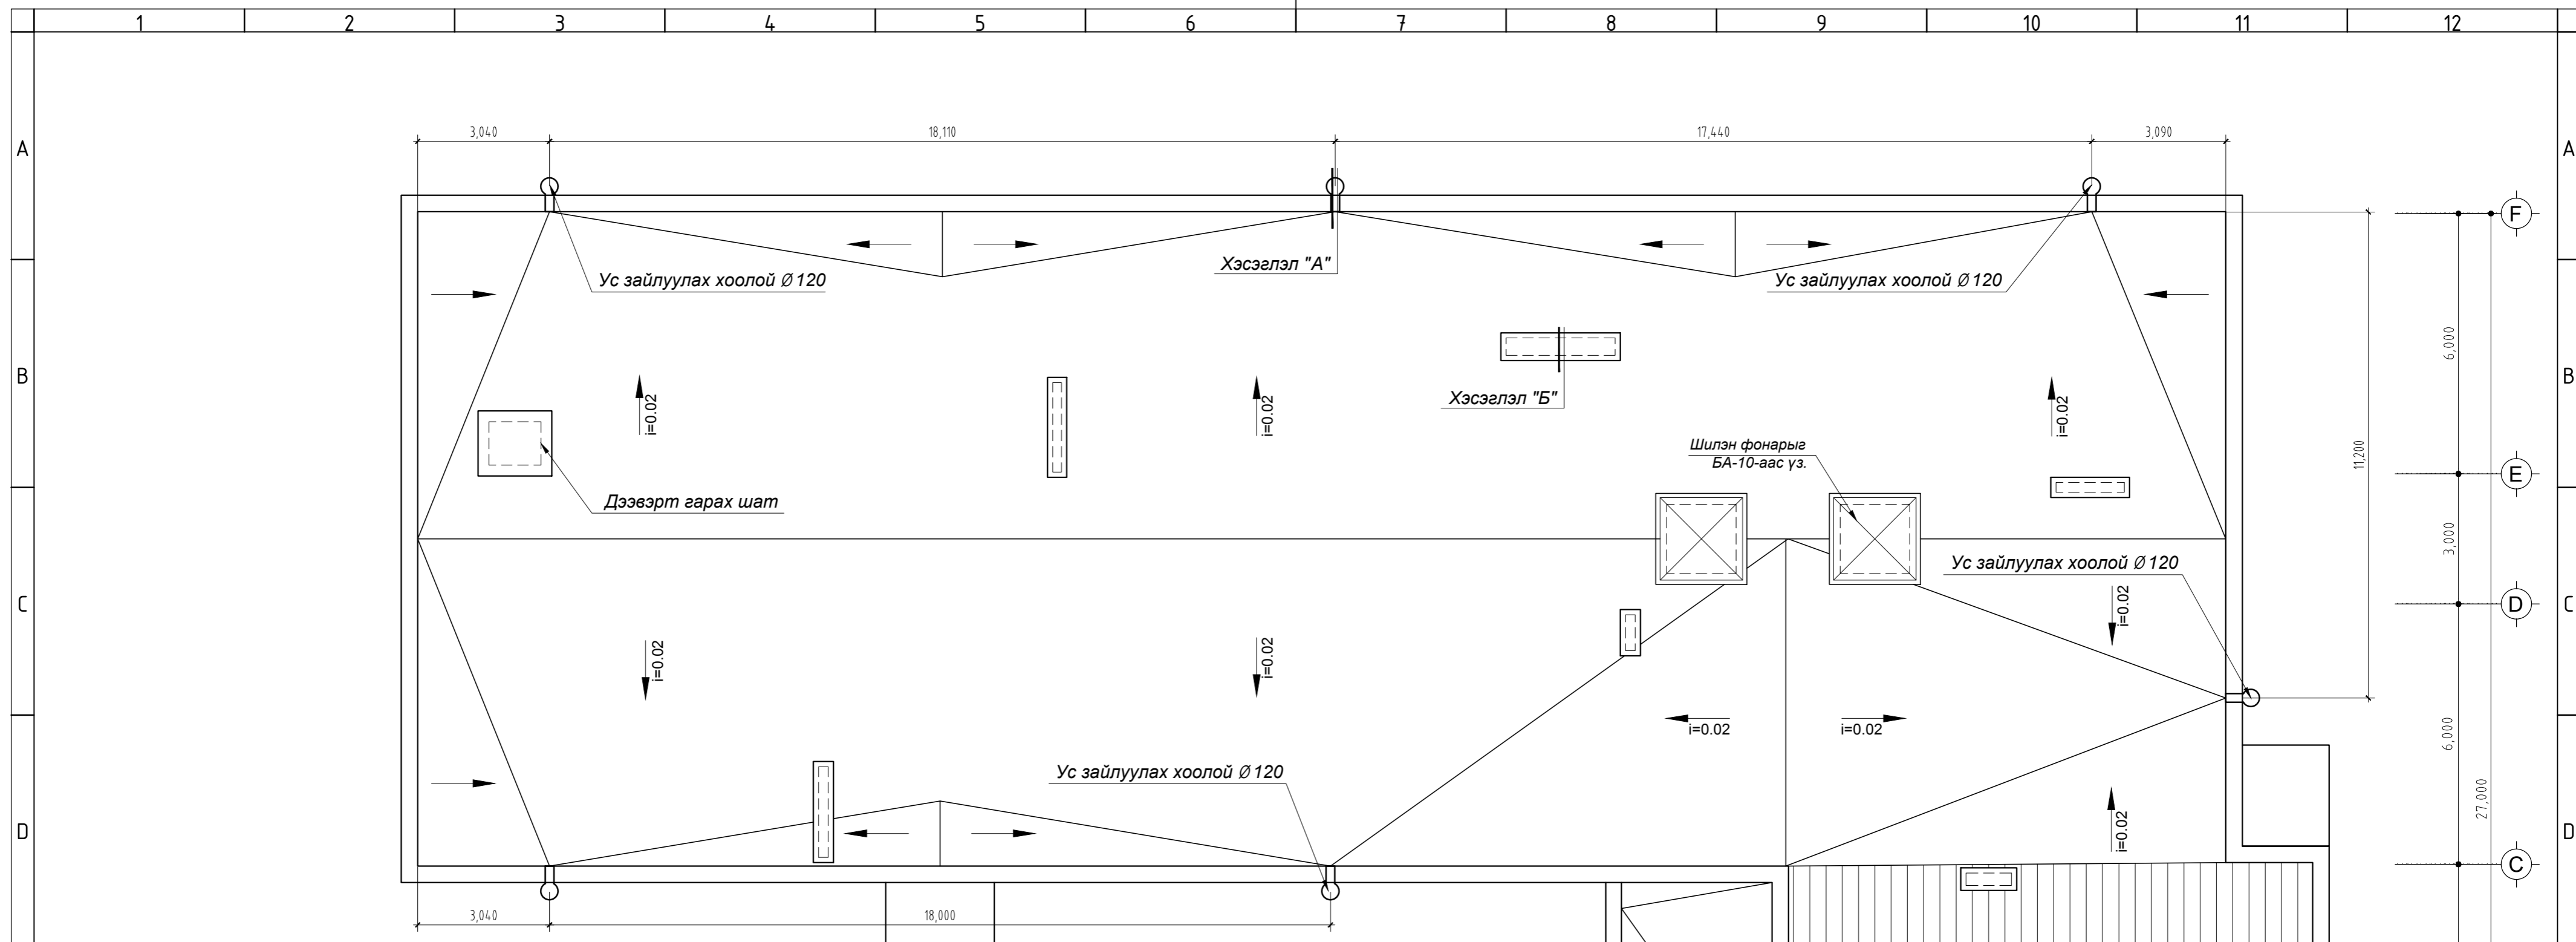 1 2 3 4 5 6 7 8 9 10 11 12
3,040 18,110 17,440 3,090
A A
F
Хэсэглэл "А"
Ус зайлуулах хоолой Ø120 Ус зайлуулах хоолой Ø120
6,000
B B
Хэсэглэл "Б"
i=0.02 i=0.02 i=0.02
Шилэн фонарыг
БА-10-аас үз.
11,200
E
Дээвэрт гарах шат
3,000
Ус зайлуулах хоолой Ø120
C D C
i=0.02
i=0.02 i=0.02
i=0.02 i=0.02
6,000
Ус зайлуулах хоолой Ø120
27,000
D i=0.02 D
C
3,040 18,000